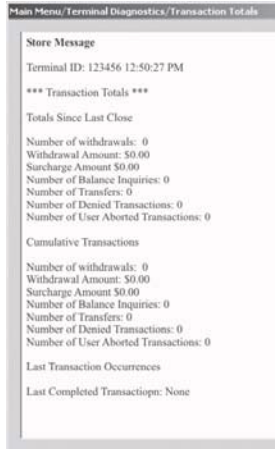 Main Menu/Terminal Diagnostics/Transaction Totals
Store Message
Terminal ID: 123456 12:50:27 PM
*** Transaction Totals ***
Totals Since Last Close
Number of withdrawals: 0
Withdrawal Amount: $0.00
Surcharge Amount $0.00
Number of Balance Inquiries: 0
Number of Transfers: 0
Number of Denied Transactions: 0
Number of User Aborted Transactions: 0
Cumulative Transactions
Number of withdrawals: 0
Withdrawal Amount: $0.00
Surcharge Amount $0.00
Number of Balance Inquiries: 0
Number of Transfers: 0
Number of Denied Transactions: 0
Number of User Aborted Transactions: 0
Last Transaction Occurrences
Last Completed Transactiopn: None